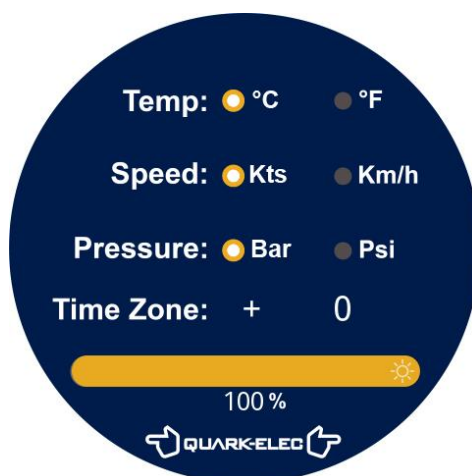 Temp: °C °F
Speed: Kts Km/h
Pressure: Bar Psi
Time Zone: + 0
100 %
QUARK-ELEC